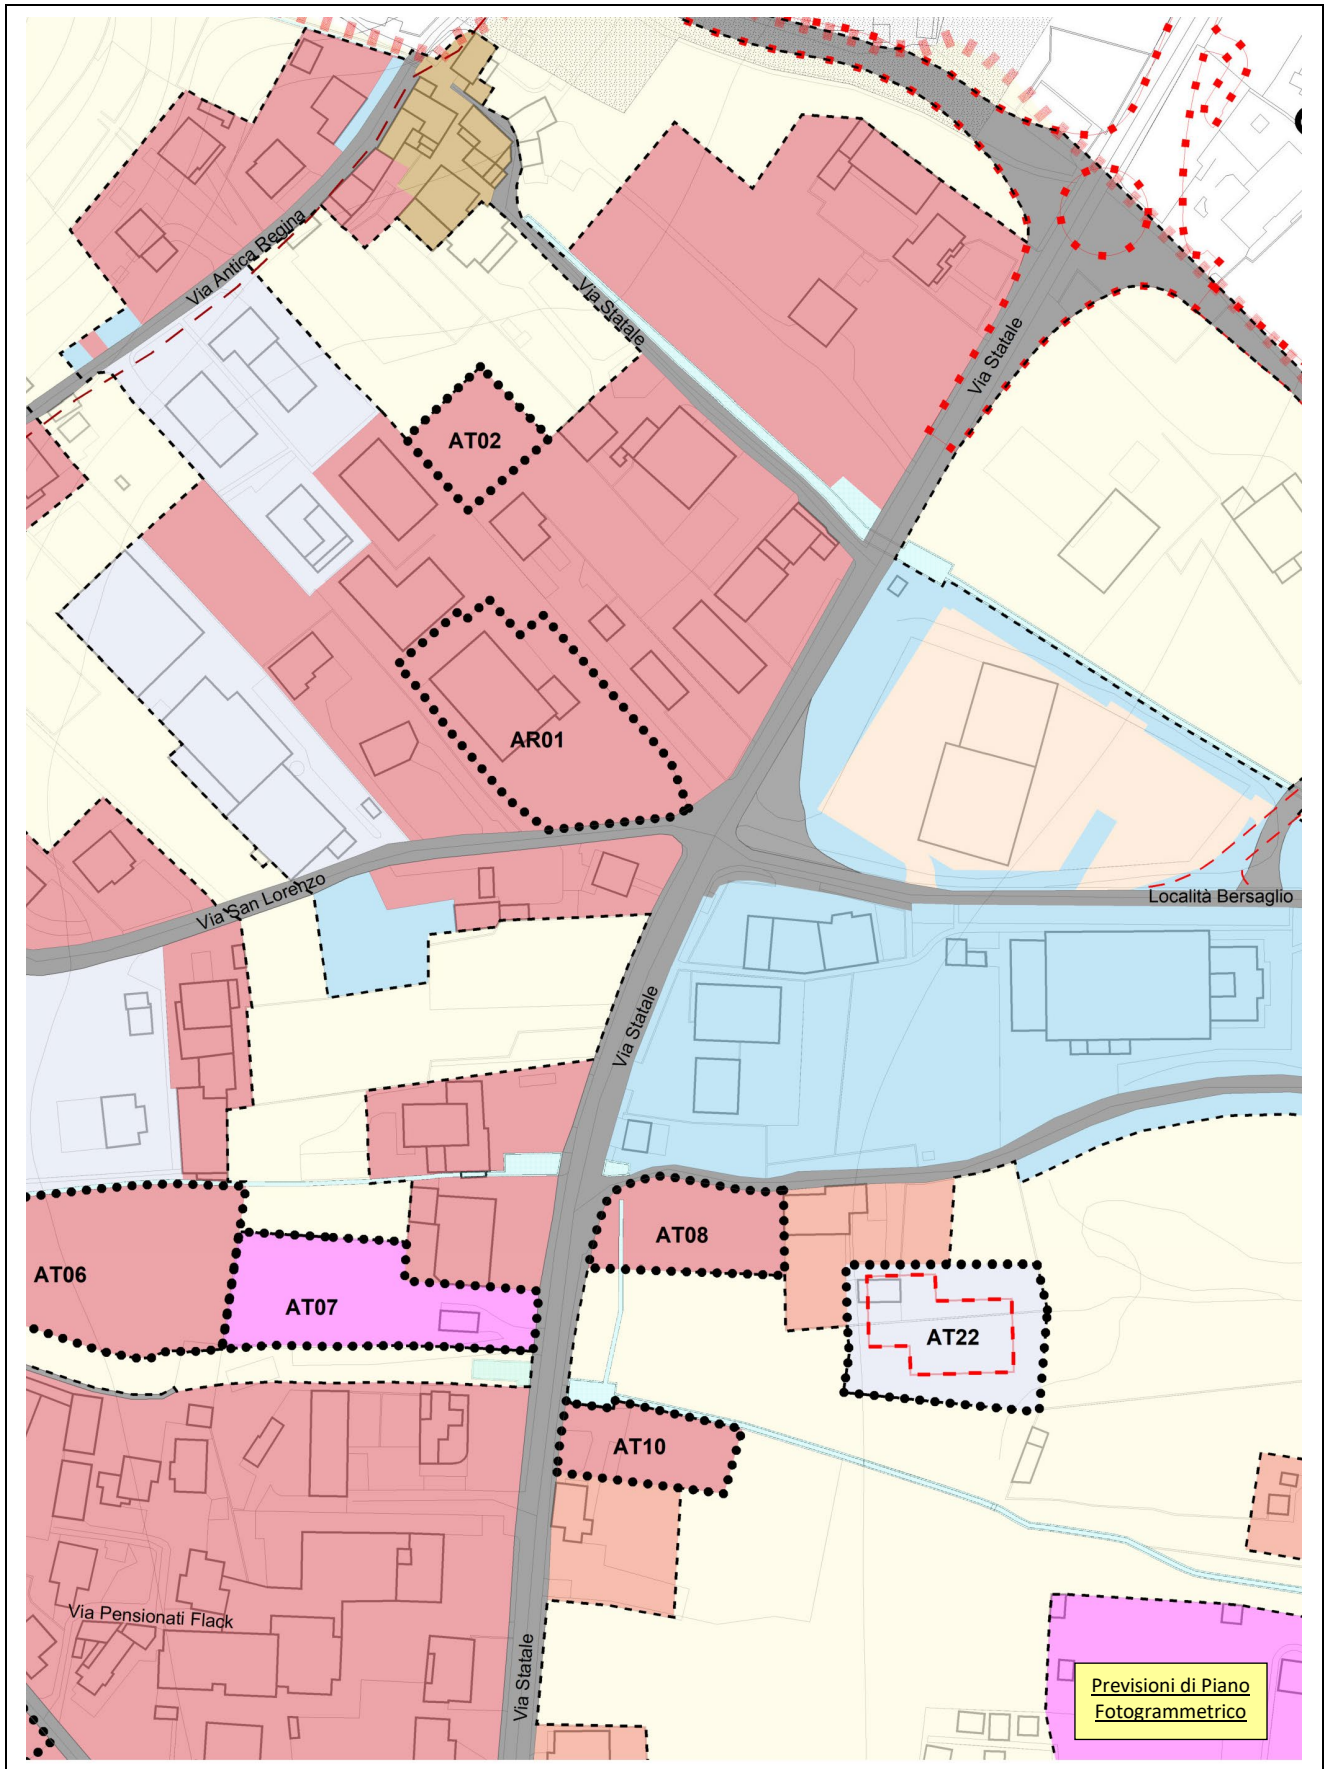 Via Antica Regina
Via Statale
Via Statale
AT02
AR01
Località Bersaglio
Via San Lorenzo
Via Statale
AT08
AT06
AT07
AT22
AT10
Via Pensionati Flack
Via Statale
Previsioni di Piano
Fotogrammetrico